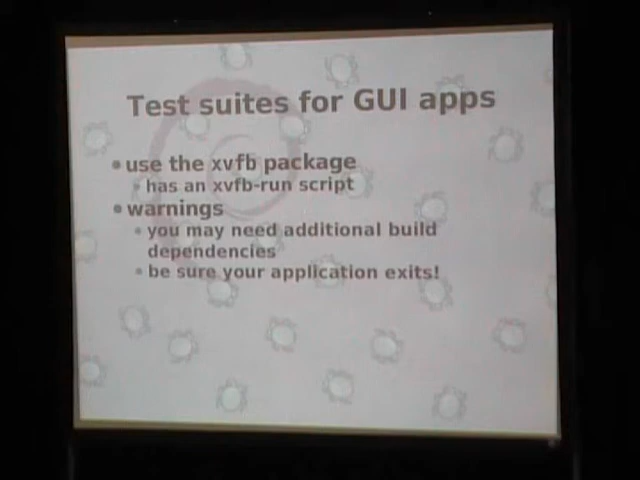 Test suites for GUI apps
use the xvfb package
has an xvfb-run script
warnings
you may need additional build
dependencies
be sure your application exits!